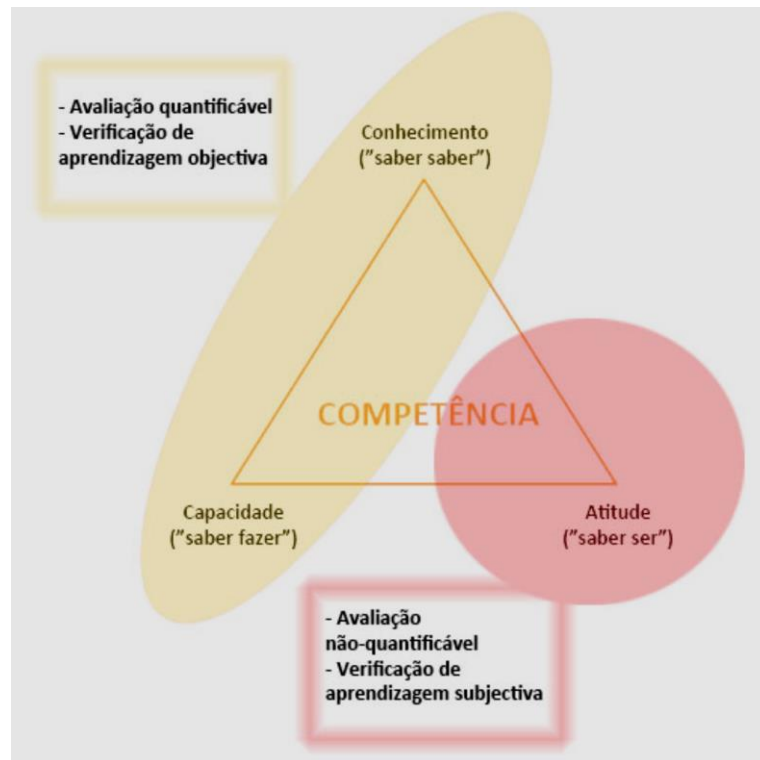 - Avaliação quantificável
- Verificação de
aprendizagem objectiva
Conhecimento
("saber saber")
COMPETÊNCIA
Capacidade
("saber fazer")
Atitude
("saber ser")
- Avaliação
não-quantificável
- Verificação de
aprendizagem subjectiva